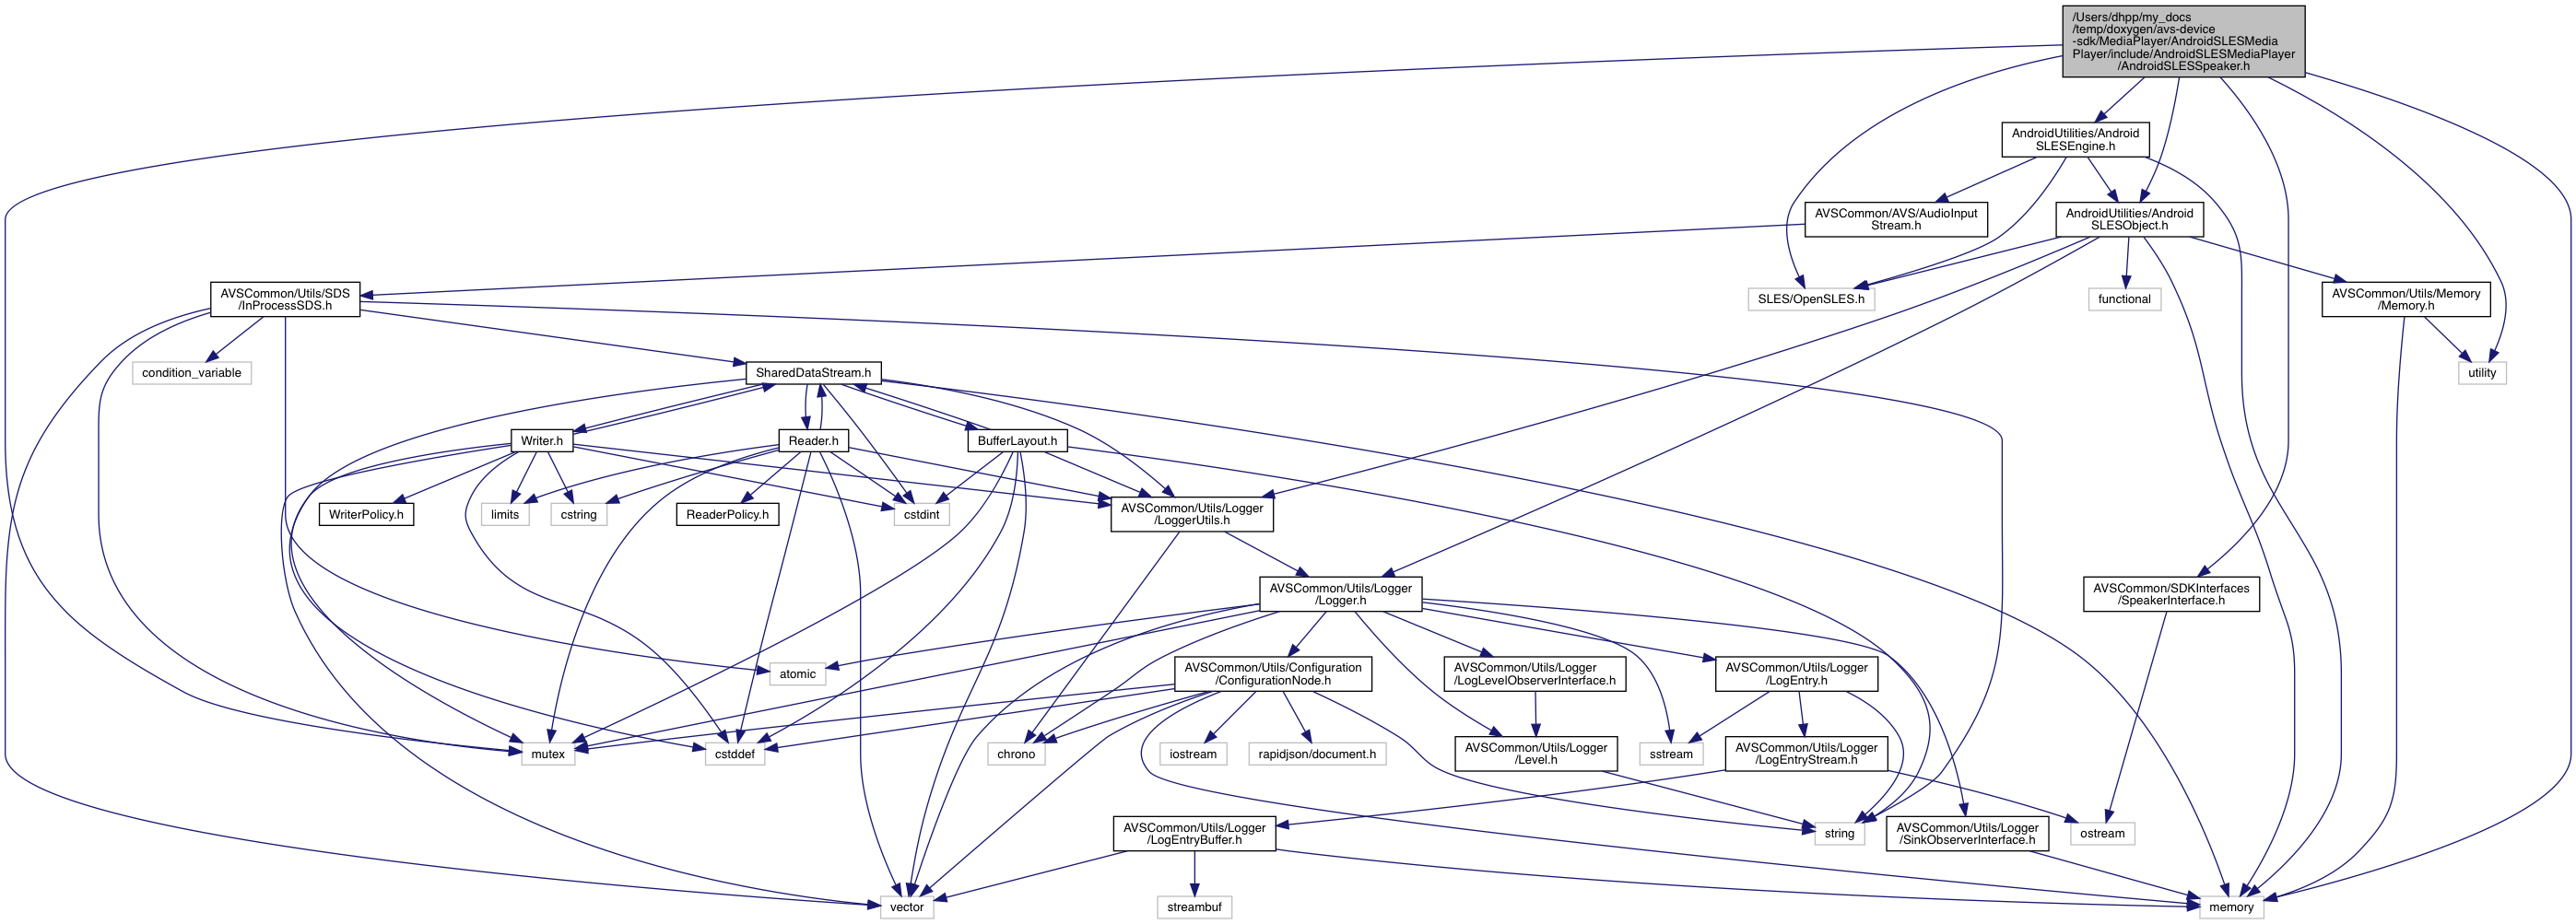 /Users/dhpp/my_docs
/temp/doxygen/avs-device
-sdk/MediaPlayer/AndroidSLESMedia
Player/include/AndroidSLESMediaPlayer
/AndroidSLESSpeaker.h
AndroidUtilities/Android
SLESEngine.h
AVSCommon/AVS/AudioInput
Stream.h
AndroidUtilities/Android
SLESObject.h
AVSCommon/Utils/SDS
/InProcessSDS.h
SLES/OpenSLES.h
functional
AVSCommon/Utils/Memory
/Memory.h
condition_variable
SharedDataStream.h
utility
Writer.h
Reader.h
BufferLayout.h
WriterPolicy.h
limits
cstring
ReaderPolicy.h
cstdint
AVSCommon/Utils/Logger
/LoggerUtils.h
AVSCommon/Utils/Logger
/Logger.h
AVSCommon/SDKInterfaces
/SpeakerInterface.h
atomic
AVSCommon/Utils/Configuration
/ConfigurationNode.h
AVSCommon/Utils/Logger
/LogLevelObserverInterface.h
AVSCommon/Utils/Logger
/LogEntry.h
mutex
cstddef
chrono
iostream
rapidjson/document.h
AVSCommon/Utils/Logger
/Level.h
sstream
AVSCommon/Utils/Logger
/LogEntryStream.h
AVSCommon/Utils/Logger
/LogEntryBuffer.h
string
AVSCommon/Utils/Logger
/SinkObserverInterface.h
ostream
vector
streambuf
memory